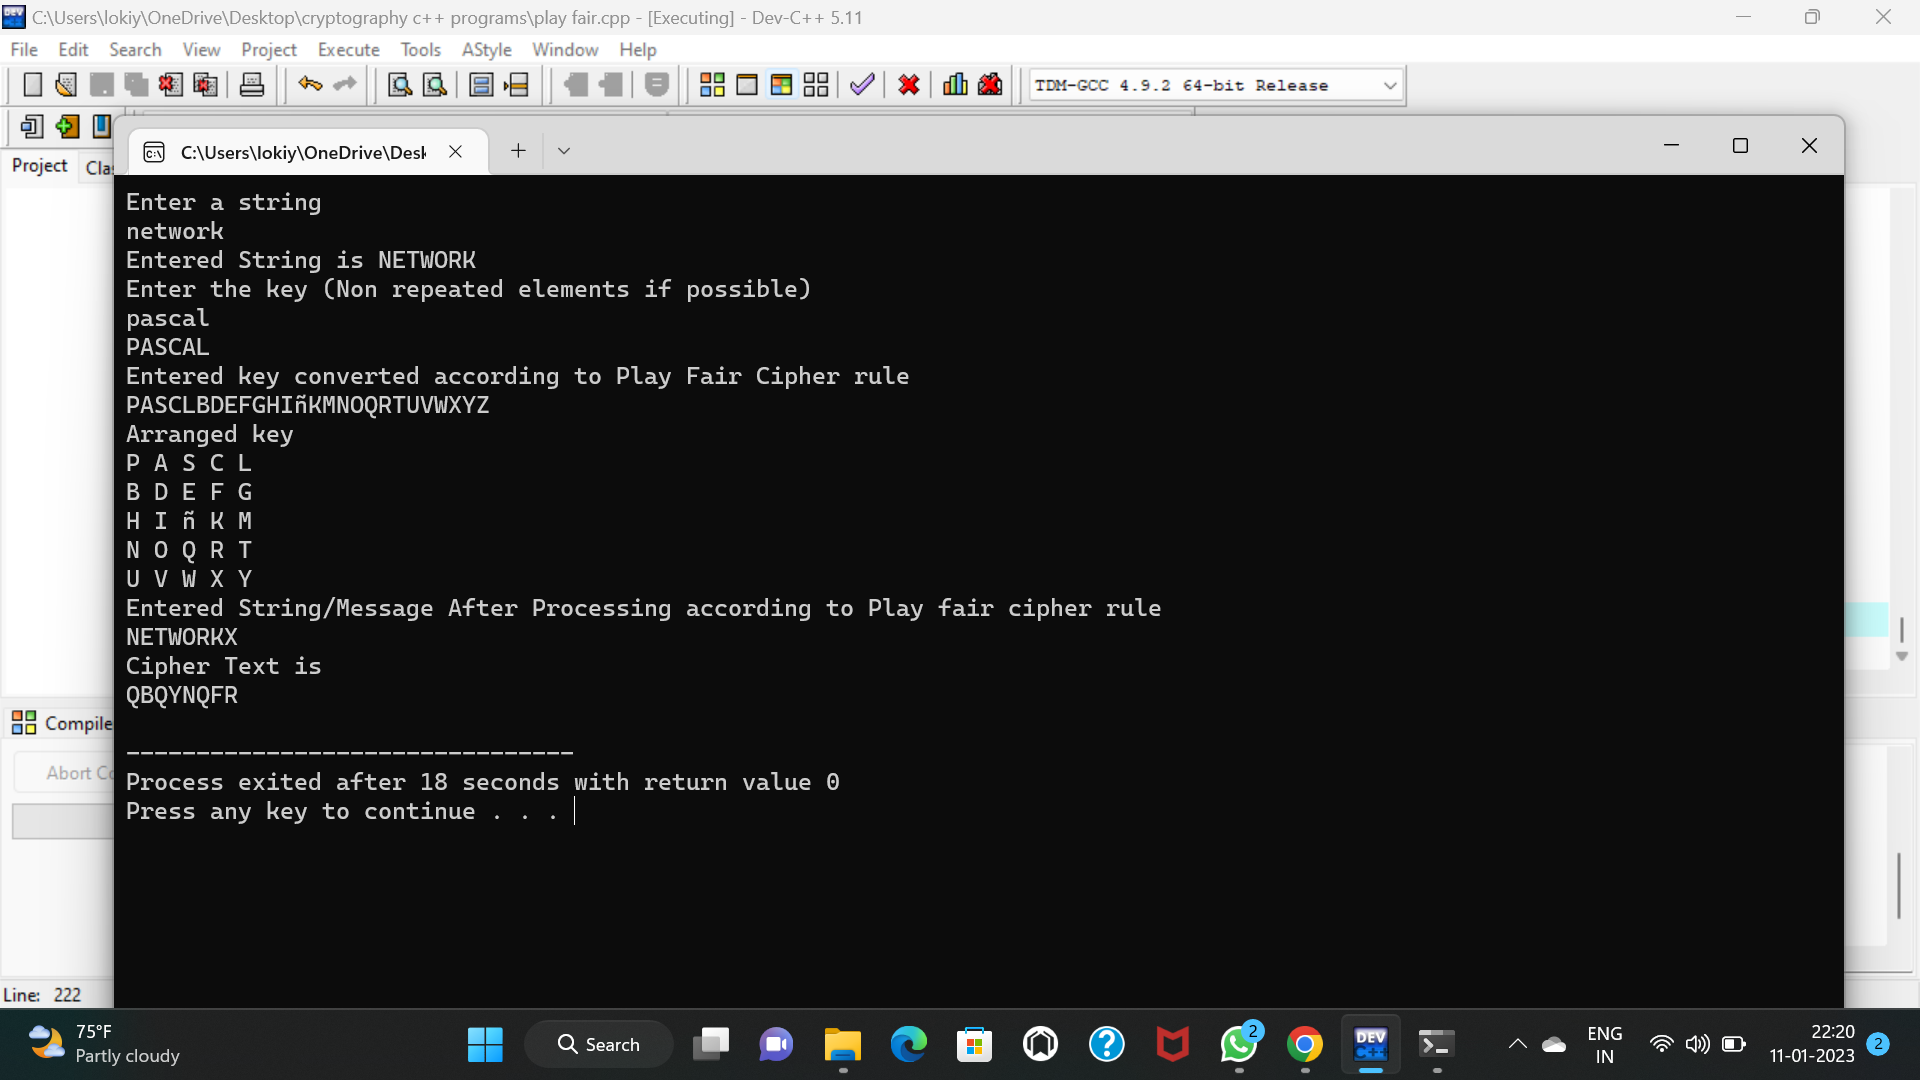 C:\Users\lokiy\OneDrive\Desktop\cryptography c++ programs\play fair.cpp - [Executing] - Dev-C++ 5.11
File Edit Search View Project Execute Tools AStyle Window Help
TDM-GCC 4.9.2 64-bit Release
Project Clas
C:\Users\lokiy\OneDrive\Desk
Enter a string
network
Entered String is NETWORK
Enter the key (Non repeated elements if possible)
pascal
PASCAL
Entered key converted according to Play Fair Cipher rule
PASCLBDEFGHIñKMNOQRTUVWXYZ
Arranged key
P A S C L
B D E F G
H I ñ K M
N O Q R T
U V W X Y
Entered String/Message After Processing according to Play fair cipher rule
NETWORKX
Cipher Text is
QBQYNQFR
--------------------------------
Process exited after 18 seconds with return value 0
Press any key to continue . . .
Compile
Abort Co
Line: 222
75°F
Partly cloudy
Search
2
DEV
C++
ENG
IN
22:20
11-01-2023
2